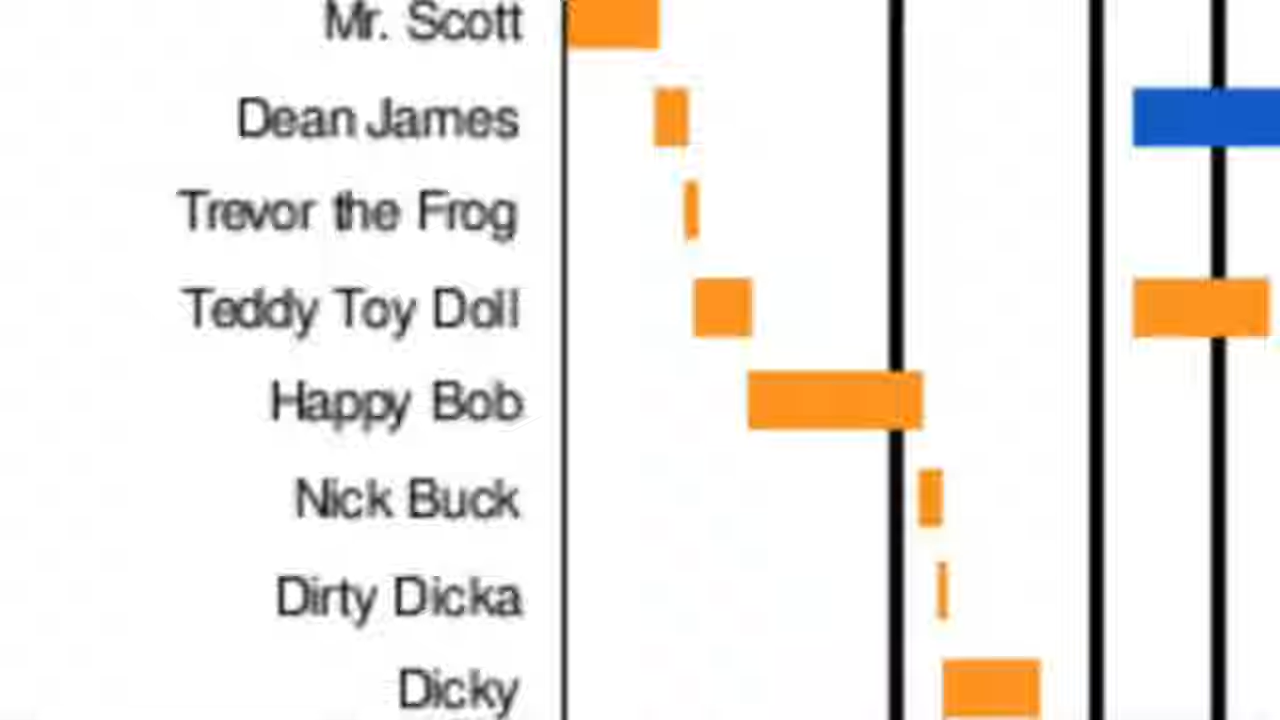 Mr. Scott
Dean James
Trevor the Frog
Teddy Toy Doll
Happy Bob
Nick Buck
Dirty Dicka
Dicky